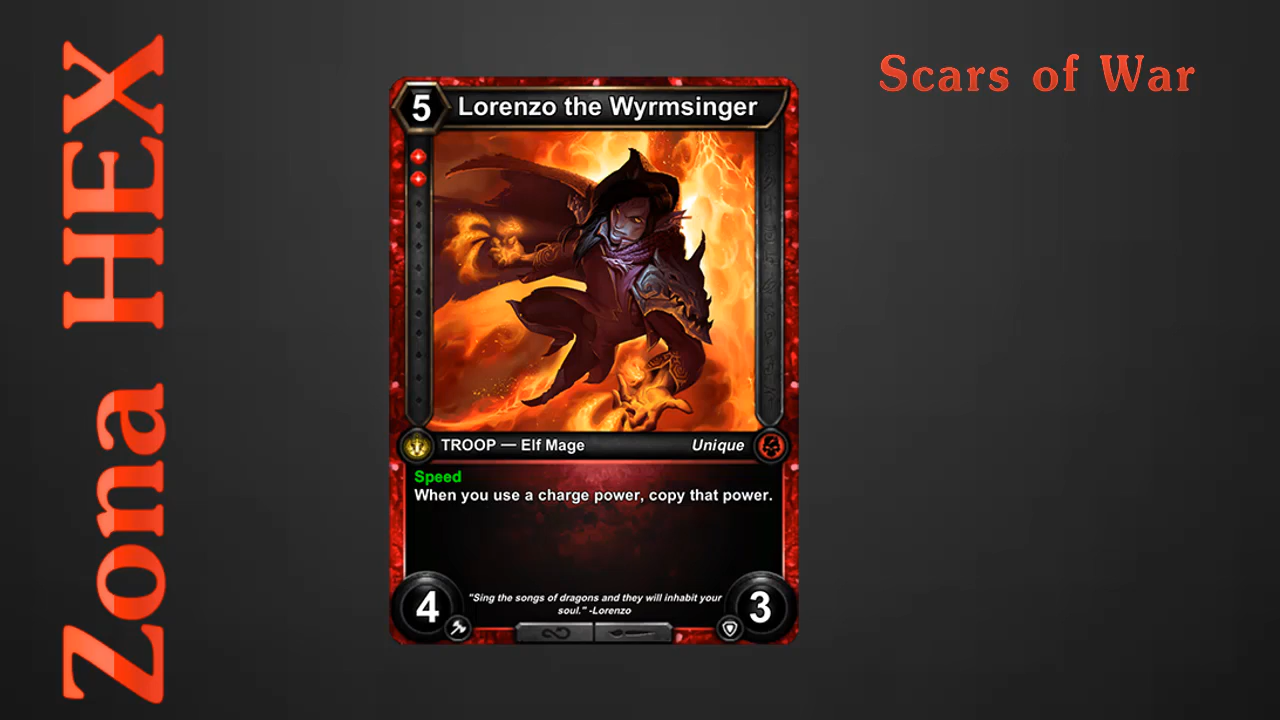 Zona HEX
Scars of War
5 Lorenzo the Wyrmsinger
TROOP — Elf Mage Unique
Speed
When you use a charge power, copy that power.
"Sing the songs of dragons and they will inhabit your
soul." -Lorenzo
4 3